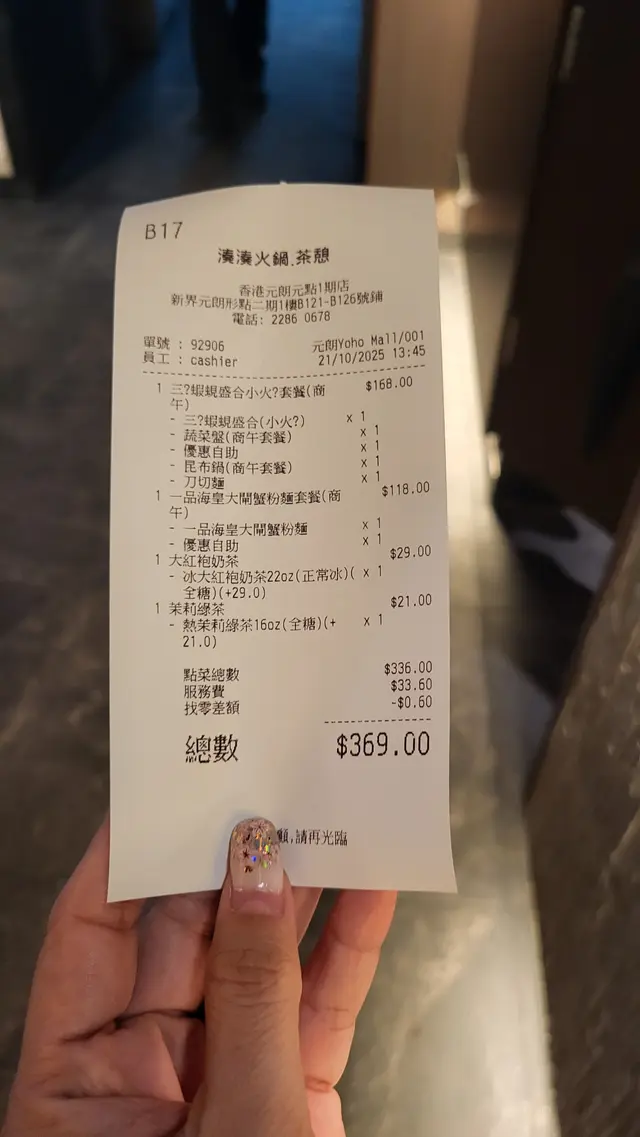 B17
湊湊火鍋.茶憩
香港元朗元點1期店
新界元朗形點二期1樓B121-B126號鋪
電話: 2286 0678
單號 : 92906 元朗Yoho Mall/001
員工 : cashier 21/10/2025 13:45
1 三?蝦蜆盛合小火?套餐(商 $168.00
午)
- 三?蝦蜆盛合(小火?) x 1
- 蔬菜盤(商午套餐) x 1
- 優惠自助 x 1
- 昆布鍋(商午套餐) x 1
- 刀切麵 x 1
1 一品海皇大閘蟹粉麵套餐(商 $118.00
午)
- 一品海皇大閘蟹粉麵 x 1
- 優惠自助 x 1
1 大紅袍奶茶 $29.00
- 冰大紅袍奶茶22oz(正常冰)( x 1
全糖)(+29.0)
1 茉莉綠茶 $21.00
- 熱茉莉綠茶16oz(全糖)(+ x 1
21.0)
點菜總數 $336.00
服務費 $33.60
找零差額 -$0.60
總數 $369.00
顧,請再光臨